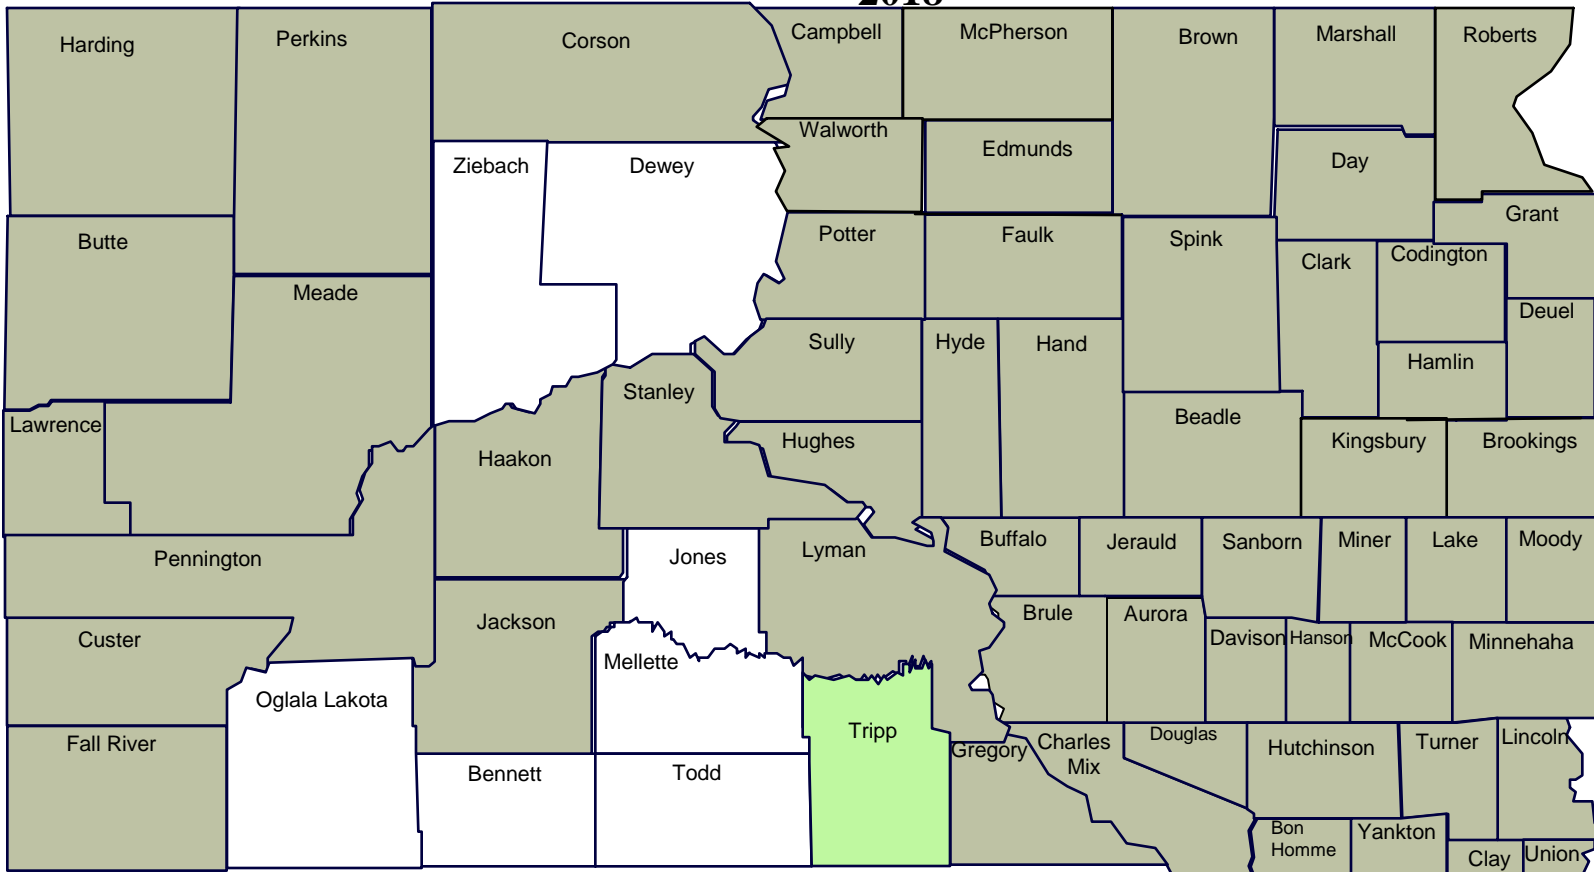 2018
Harding
Perkins
Corson
Campbell
McPherson
Brown
Marshall
Roberts
Walworth
Edmunds
Day
Ziebach
Dewey
Grant
Butte
Potter
Faulk
Spink
Clark
Codington
Meade
Deuel
Sully
Hyde
Hand
Hamlin
Stanley
Lawrence
Beadle
Hughes
Kingsbury
Brookings
Haakon
Pennington
Jones
Lyman
Buffalo
Jerauld
Sanborn
Miner
Lake
Moody
Jackson
Brule
Aurora
Custer
Davison
Hanson
McCook
Minnehaha
Mellette
Oglala Lakota
Tripp
Fall River
Gregory
Charles
Mix
Douglas
Hutchinson
Turner
Lincoln
Bennett
Todd
Bon
Homme
Yankton
Clay
Union